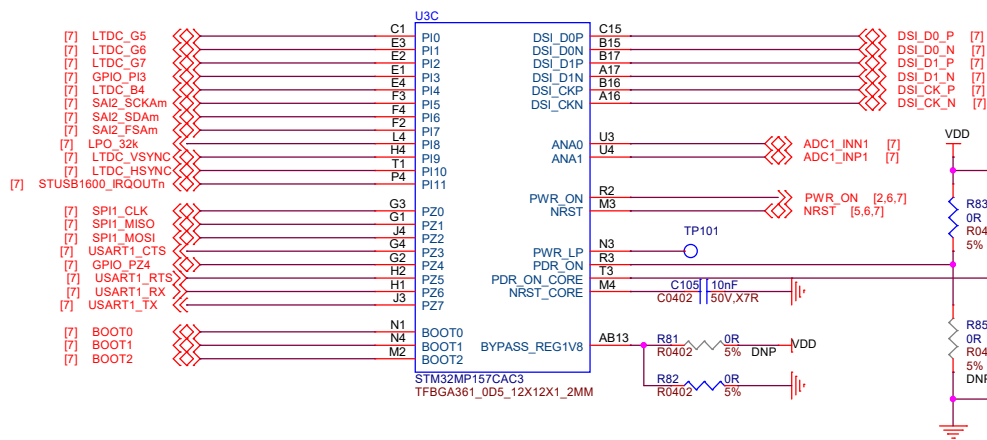 U3C
[7] LTDC_G5 C1 PI0 DSI_D0P C15 DSI_D0_P [7]
[7] LTDC_G6 E3 PI1 DSI_D0N B15 DSI_D0_N [7]
[7] LTDC_G7 E2 PI2 DSI_D1P B17 DSI_D1_P [7]
[7] GPIO_PI3 E1 PI3 DSI_D1N A17 DSI_D1_N [7]
[7] LTDC_B4 E4 PI4 DSI_CKP B16 DSI_CK_P [7]
[7] SAI2_SCKAm F3 PI5 DSI_CKN A16 DSI_CK_N [7]
[7] SAI2_SDAm F4 PI6
[7] SAI2_FSAm F2 PI7
[7] LPO_32k L4 PI8 ANA0 U3 ADC1_INN1 [7]
[7] LTDC_VSYNC H4 PI9 ANA1 U4 ADC1_INP1 [7]
VDD
[7] LTDC_HSYNC T1 PI10
[7] STUSB1600_IRQOUTn P4 PI11
PWR_ON R2 PWR_ON [2,6,7]
[7] SPI1_CLK G3 PZ0 NRST M3 NRST [5,6,7]
R83
0R
R04
5%
[7] SPI1_MISO G1 PZ1
[7] SPI1_MOSI J4 PZ2 TP101
[7] USART1_CTS G4 PZ3 PWR_LP N3
[7] GPIO_PZ4 G2 PZ4 PDR_ON R3
[7] USART1_RTS H2 PZ5 PDR_ON_CORE T3
[7] USART1_RX H1 PZ6 NRST_CORE M4 C105 10nF
[7] USART1_TX J3 PZ7 C0402 50V,X7R
[7] BOOT0 N1 BOOT0
[7] BOOT1 N4 BOOT1 BYPASS_REG1V8 AB13 R81 0R VDD
[7] BOOT2 M2 BOOT2 R0402 5% DNP
R85
0R
R04
5%
DNP
STM32MP157CAC3 R82 0R
TFBGA361_0D5_12X12X1_2MM R0402 5%